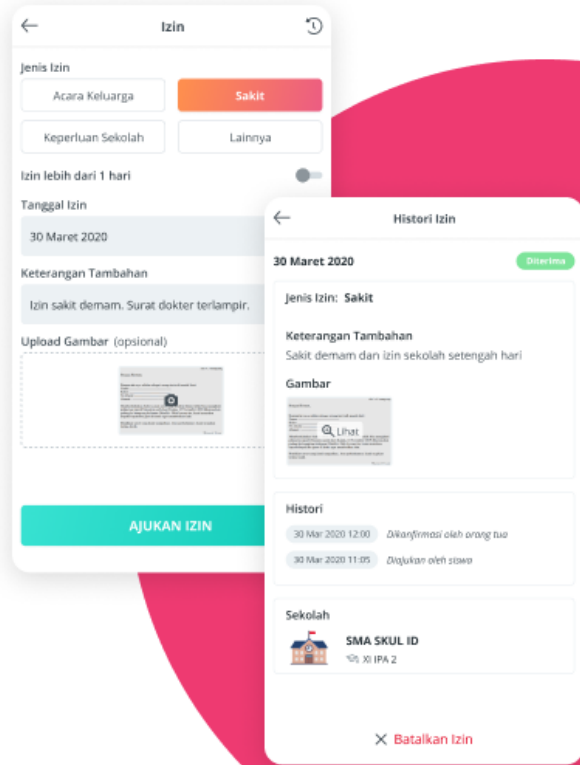 Izin
Jenis Izin
Acara Keluarga
Sakit
Keperluan Sekolah
Lainnya
Izin lebih dari 1 hari
Tanggal Izin
30 Maret 2020
Keterangan Tambahan
Izin sakit demam. Surat dokter terlampir.
Upload Gambar (opsional)
AJUKAN IZIN
Histori Izin
30 Maret 2020
Diterima
Jenis Izin: Sakit
Keterangan Tambahan
Sakit demam dan izin sekolah setengah hari
Gambar
Lihat
Histori
30 Mar 2020 12:00 Dikonfirmasi oleh orang tua
30 Mar 2020 11:05 Diajukan oleh siswa
Sekolah
SMA SKUL ID
XI IPA 2
Batalkan Izin